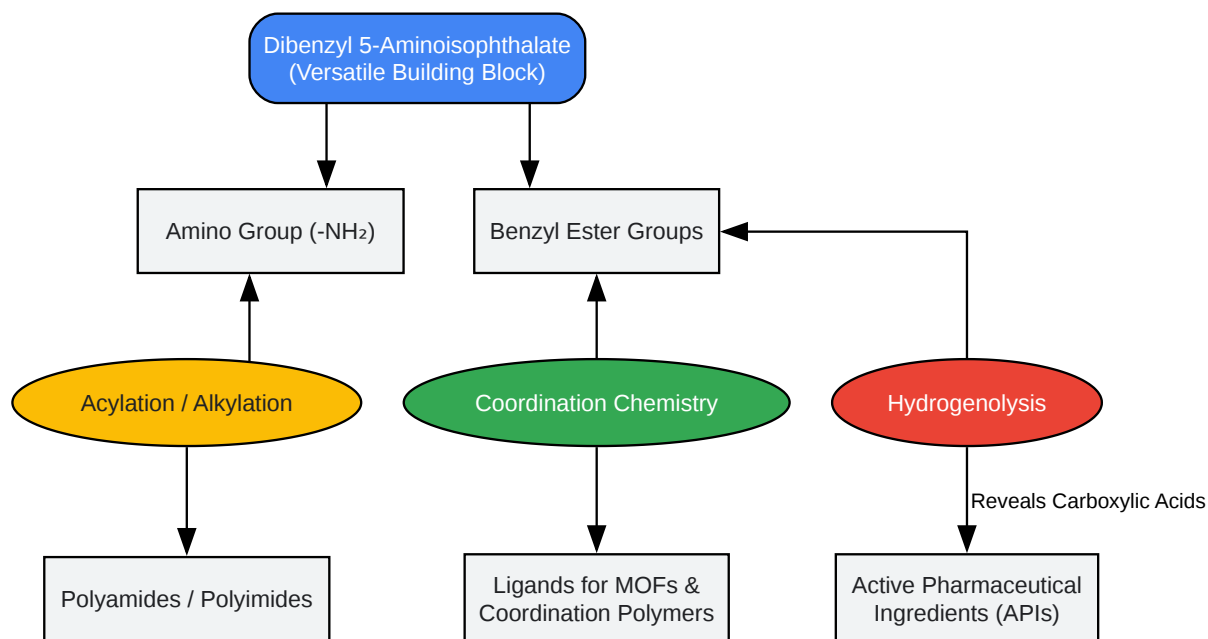 Dibenzyl 5-Aminoisophthalate
(Versatile Building Block)
Amino Group (-NH₂)
Benzyl Ester Groups
Acylation / Alkylation
Coordination Chemistry
Hydrogenolysis
Reveals Carboxylic Acids
Polyamides / Polyimides
Ligands for MOFs &
Coordination Polymers
Active Pharmaceutical
Ingredients (APIs)